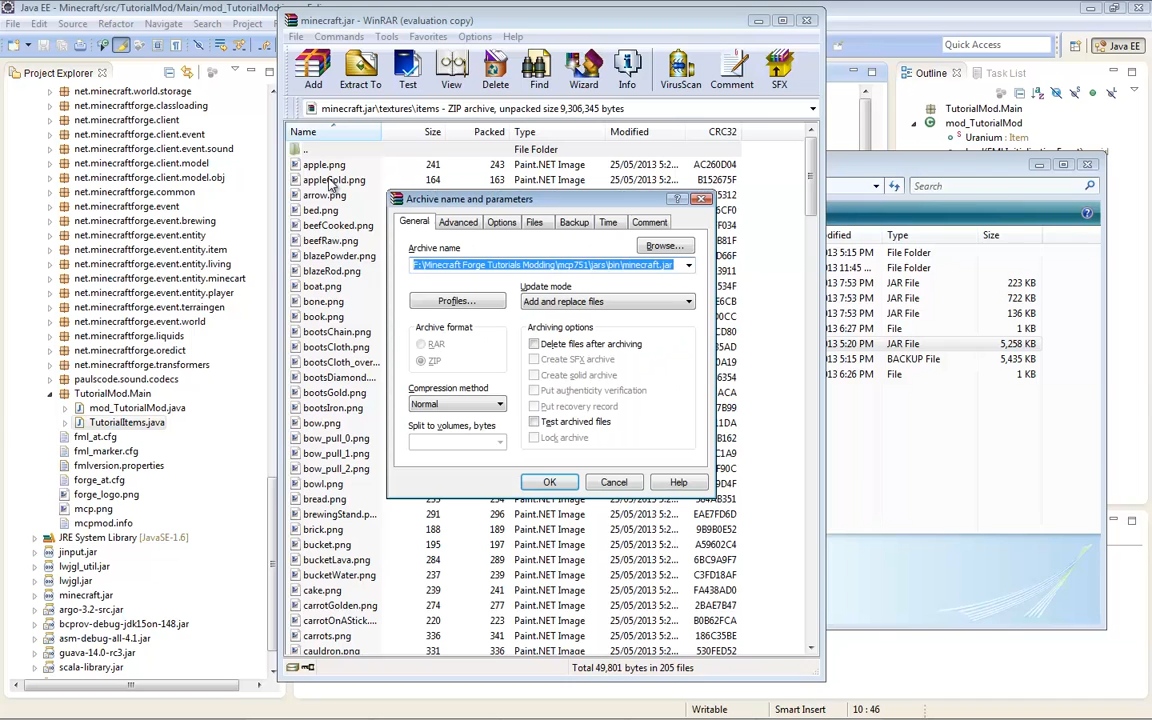 Java EE - Minecraft/src/TutorialMod/Main/mod_TutorialMod
File Edit Source Refactor Navigate Search Project
Quick Access
Java EE
Project Explorer
net.minecraft.world.storage
net.minecraftforge.classloading
net.minecraftforge.client
net.minecraftforge.client.event
net.minecraftforge.client.event.sound
net.minecraftforge.client.model
net.minecraftforge.client.model.obj
net.minecraftforge.common
net.minecraftforge.event
net.minecraftforge.event.brewing
net.minecraftforge.event.entity
net.minecraftforge.event.entity.item
net.minecraftforge.event.entity.living
net.minecraftforge.event.entity.minecart
net.minecraftforge.event.entity.player
net.minecraftforge.event.terraingen
net.minecraftforge.event.world
net.minecraftforge.liquids
net.minecraftforge.oredict
net.minecraftforge.transformers
paulscode.sound.codecs
TutorialMod.Main
mod_TutorialMod.java
TutorialItems.java
fml_at.cfg
fml_marker.cfg
fmlversion.properties
forge_at.cfg
forge_logo.png
mcp.png
mcpmod.info
JRE System Library [JavaSE-1.6]
jinput.jar
lwjgl_util.jar
lwjgl.jar
minecraft.jar
argo-3.2-src.jar
bcprov-debug-jdk15on-148.jar
asm-debug-all-4.1.jar
guava-14.0-rc3.jar
scala-library.jar
minecraft.jar - WinRAR (evaluation copy)
File Commands Tools Favorites Options Help
Add Extract To Test View Delete Find Wizard Info VirusScan Comment SFX
minecraft.jar\textures\items - ZIP archive, unpacked size 9,306,345 bytes
Name Size Packed Type Modified CRC32
.. File Folder
apple.png 241 243 Paint.NET Image 25/05/2013 5:2... AC260D04
164 163 Paint.NET Image 25/05/2013 5:2... B152675F
arrow.png
bed.png
beefCooked.png
beefRaw.png
blazePowder.png
blazeRod.png
boat.png
bone.png
book.png
bootsChain.png
bootsCloth.png
bootsCloth_over...
bootsDiamond....
bootsGold.png
bootsIron.png
bow.png
bow_pull_0.png
bow_pull_1.png
bow_pull_2.png
bowl.png
bread.png
brewingStand.p... 291 296 Paint.NET Image 25/05/2013 5:2... EAE7FD6D
brick.png 188 189 Paint.NET Image 25/05/2013 5:2... 9B9B0E52
bucket.png 195 197 Paint.NET Image 25/05/2013 5:2... A59602C4
bucketLava.png 284 289 Paint.NET Image 25/05/2013 5:2... 6BC9A9F7
bucketWater.png 237 239 Paint.NET Image 25/05/2013 5:2... CFC3DF18AF
cake.png 239 241 Paint.NET Image 25/05/2013 5:2... FA438AD0
carrotGolden.png 274 277 Paint.NET Image 25/05/2013 5:2... 2BAE7B47
carrotOnAStick.... 220 223 Paint.NET Image 25/05/2013 5:2... B0B62FCA
carrots.png 336 341 Paint.NET Image 25/05/2013 5:2... 186C35BE
cauldron.png 331 336 Paint.NET Image 25/05/2013 5:2... 530FED52
Total 49,801 bytes in 205 files
Archive name and parameters
General Advanced Options Files Backup Time Comment
Archive name
Browse...
F:\Minecraft Forge Tutorials Modding\mcp751\jars\bin\minecraft.jar
Profiles...
Update mode
Add and replace files
Archive format
RAR
ZIP
Compression method
Normal
Split to volumes, bytes
Archiving options
Delete files after archiving
Create SFX archive
Create solid archive
Put authenticity verification
Put recovery record
Test archived files
Lock archive
OK Cancel Help
Outline Task List
TutorialMod.Main
mod_TutorialMod
Uranium : Item
Search
Type Size
File Folder
File Folder
JAR File 223 KB
JAR File 722 KB
JAR File 136 KB
File 1 KB
JAR File 5,258 KB
BACKUP File 5,435 KB
File 1 KB
Writable Smart Insert 10 : 46